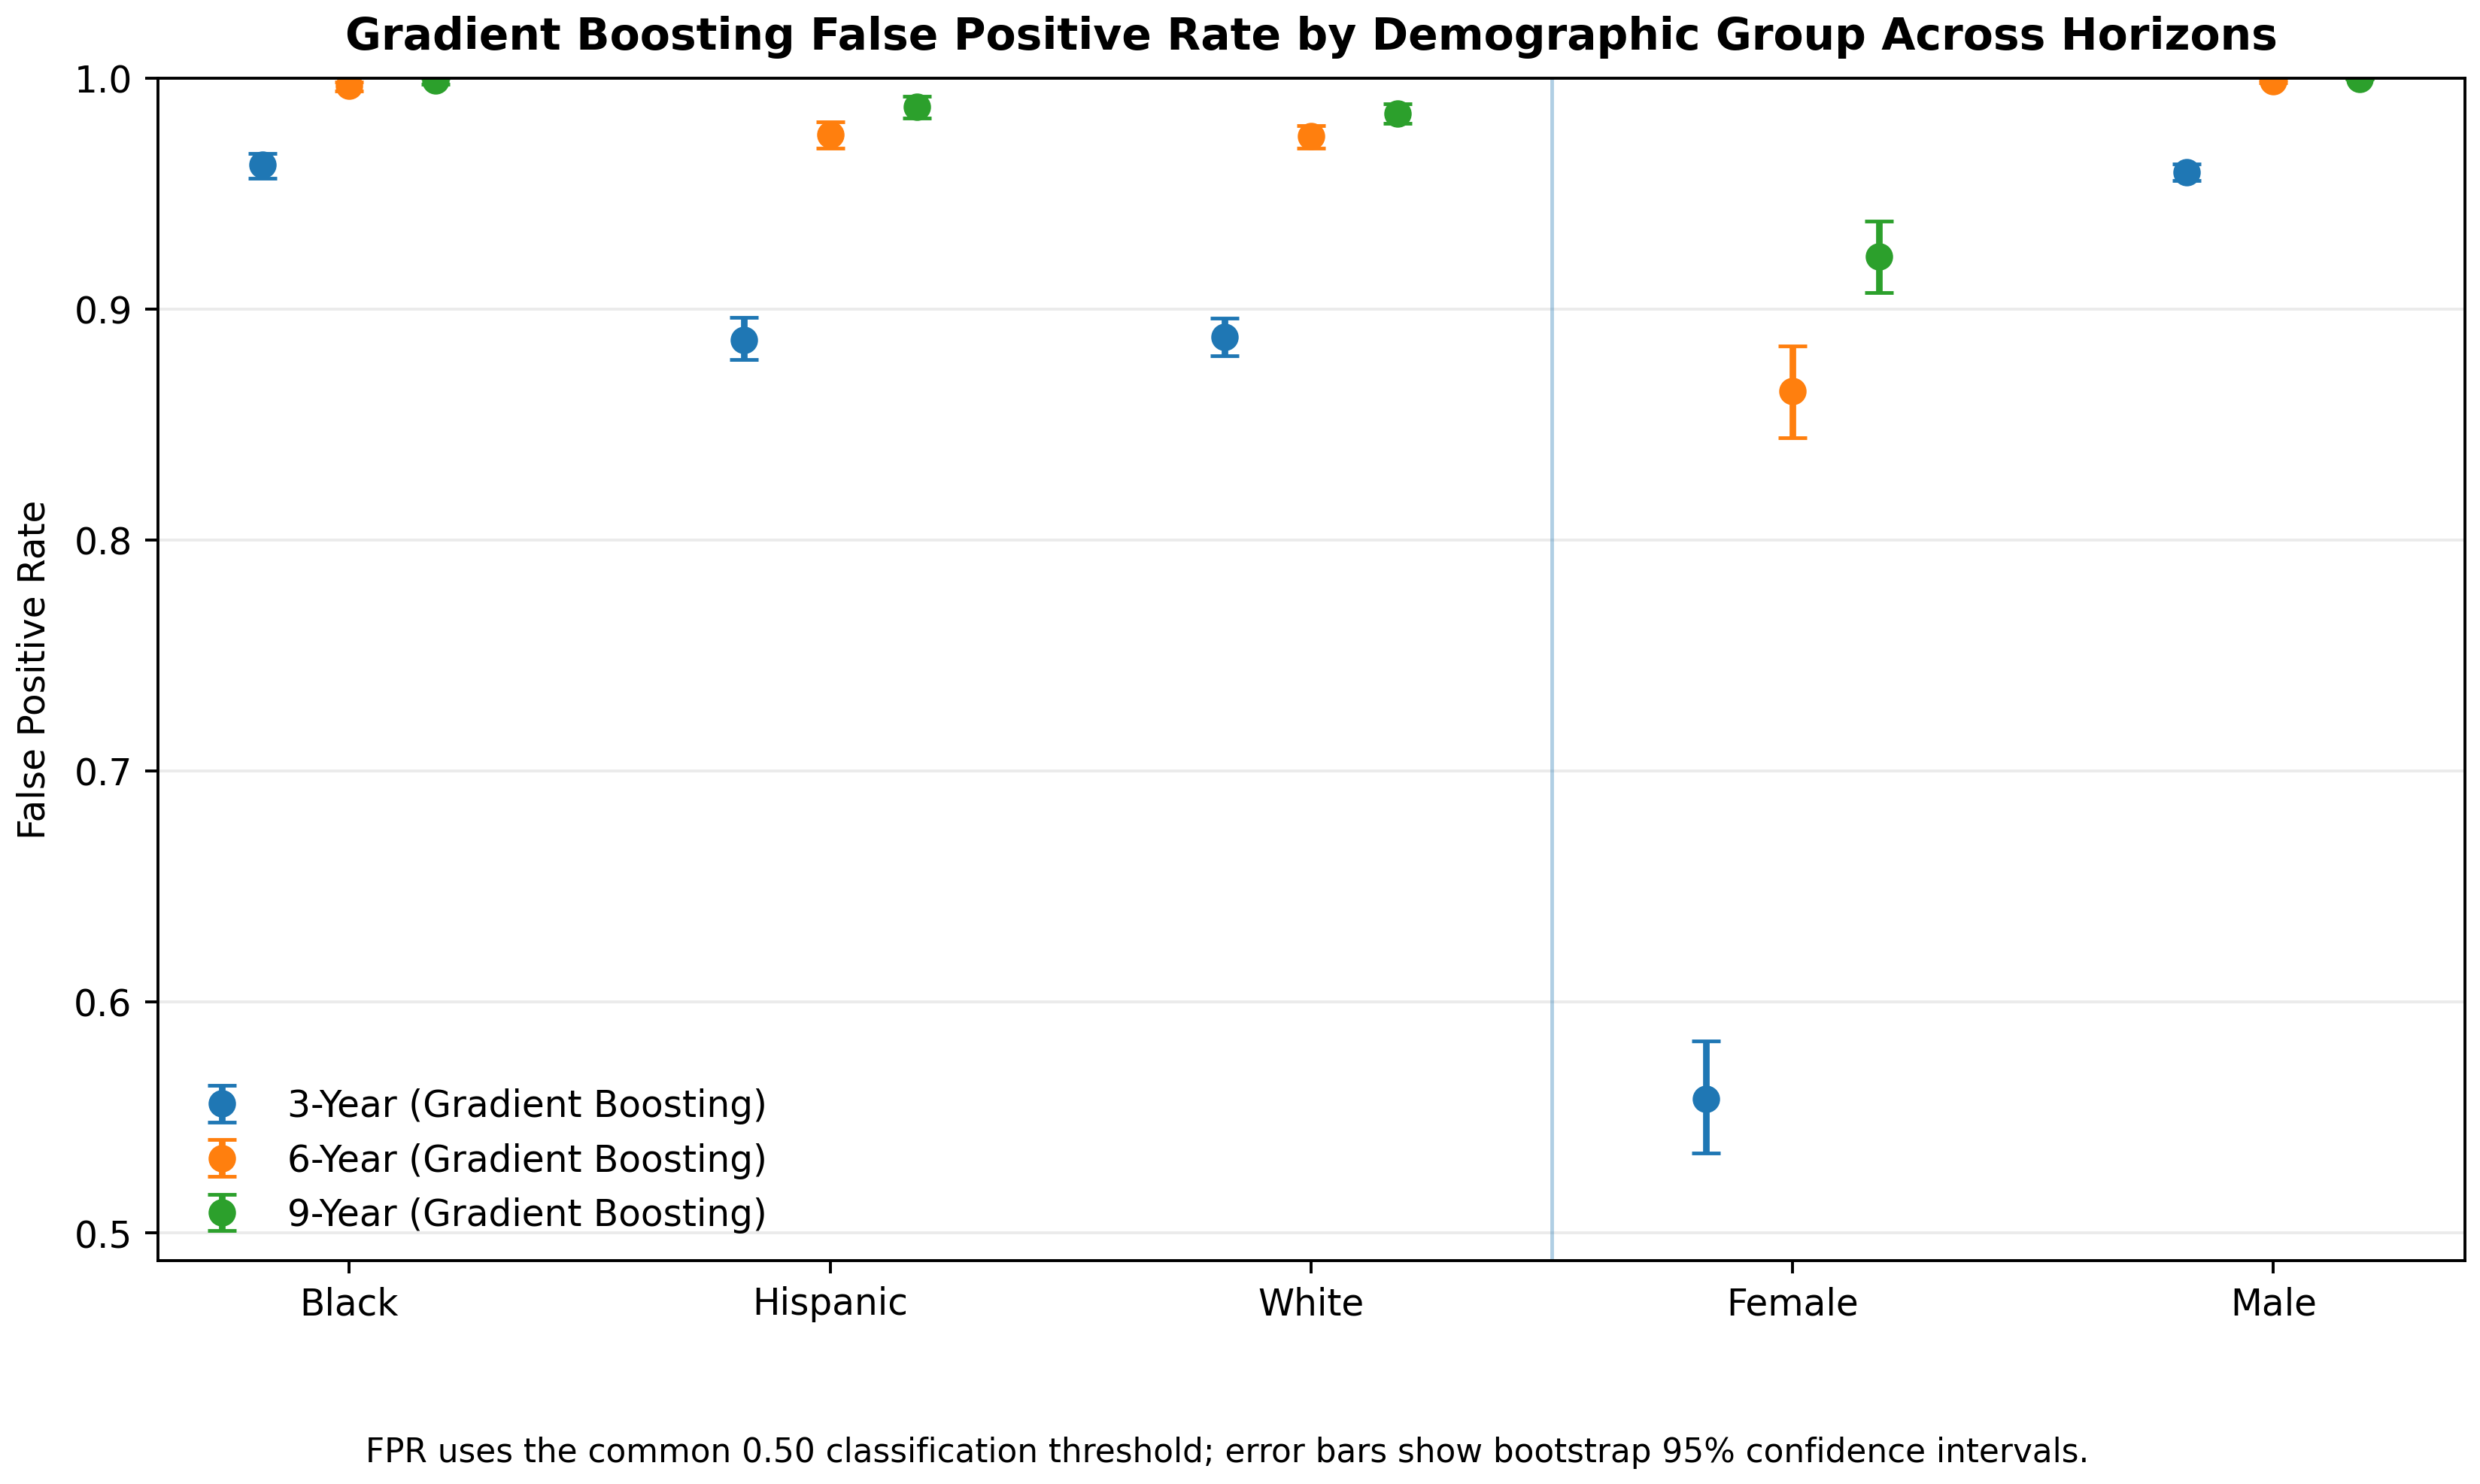 Gradient Boosting False Positive Rate by Demographic Group Across Horizons
False Positive Rate
1.0
0.9
0.8
0.7
0.6
0.5
3-Year (Gradient Boosting)
6-Year (Gradient Boosting)
9-Year (Gradient Boosting)
Black Hispanic White Female Male
FPR uses the common 0.50 classification threshold; error bars show bootstrap 95% confidence intervals.